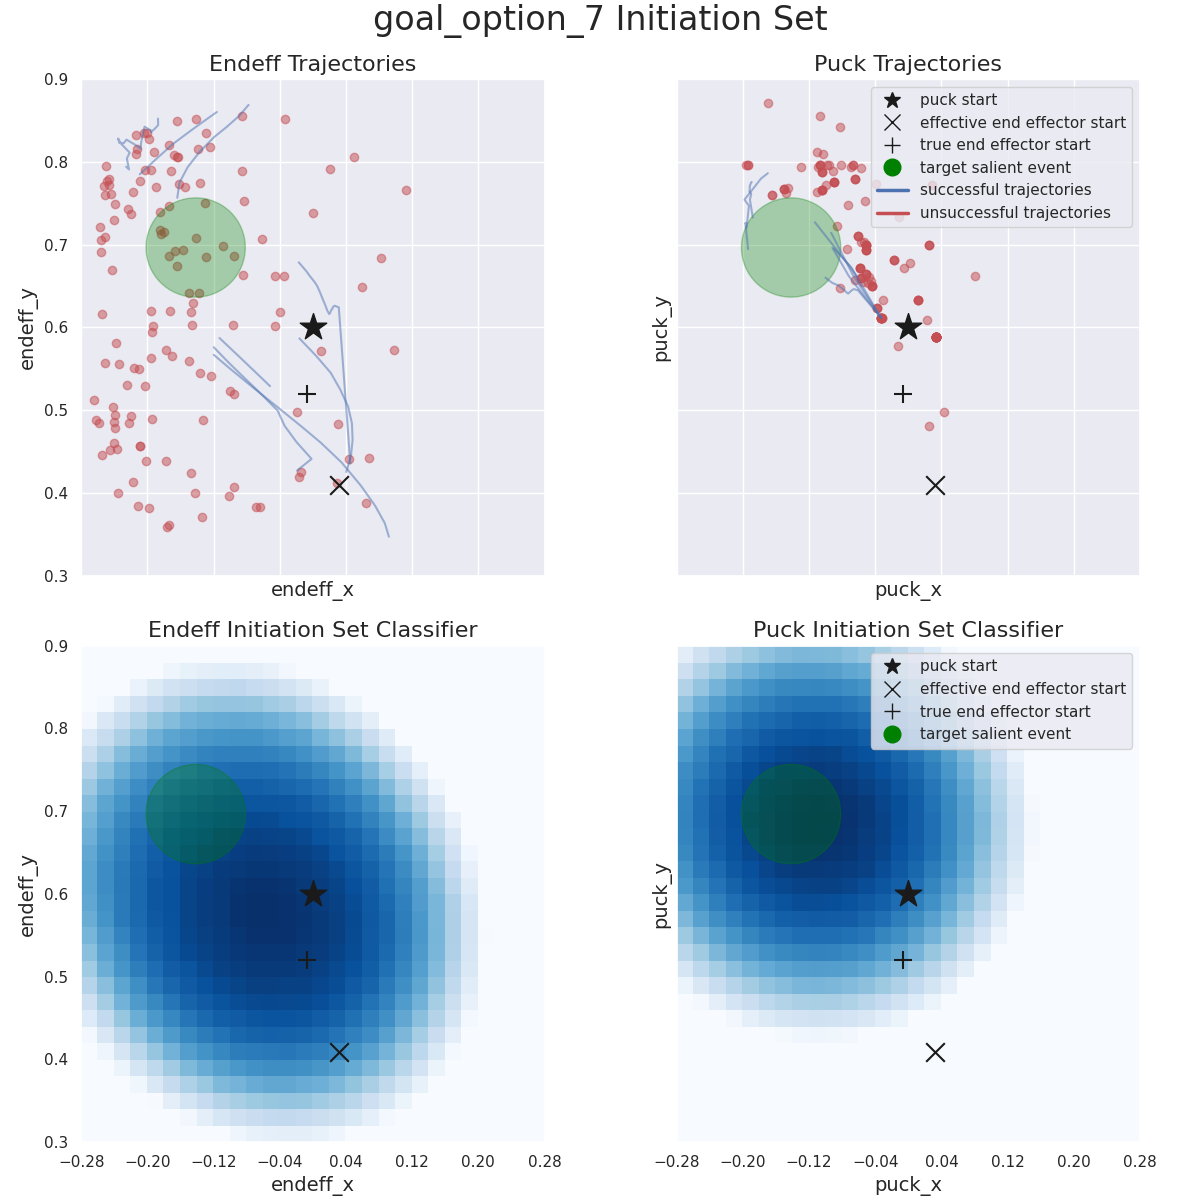 goal_option_7 Initiation Set
Endeff Trajectories
0.9
0.8
0.7
0.6
0.5
0.4
0.3
endeff_y
endeff_x
Puck Trajectories
puck start
effective end effector start
true end effector start
target salient event
successful trajectories
unsuccessful trajectories
puck_y
puck_x
Endeff Initiation Set Classifier
0.9
0.8
0.7
0.6
0.5
0.4
0.3
endeff_y
−0.28 −0.20 −0.12 −0.04 0.04 0.12 0.20 0.28
endeff_x
Puck Initiation Set Classifier
puck start
effective end effector start
true end effector start
target salient event
puck_y
−0.28 −0.20 −0.12 −0.04 0.04 0.12 0.20 0.28
puck_x